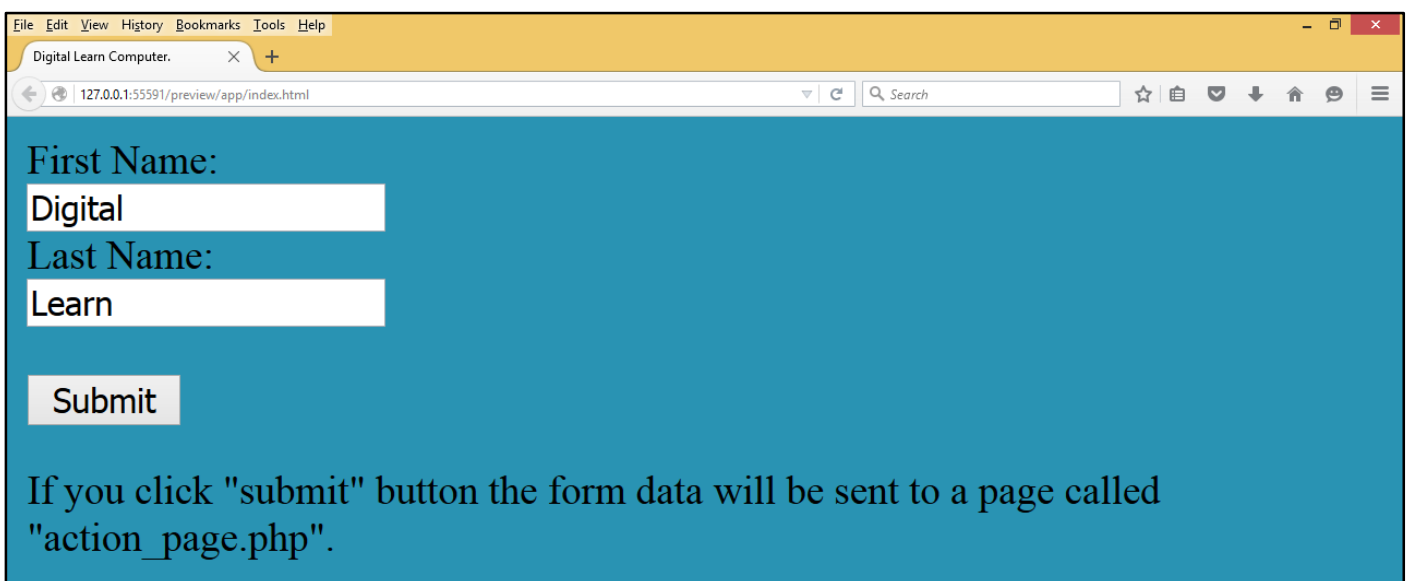 File Edit View History Bookmarks Tools Help
Digital Learn Computer.
127.0.0.1:55591/preview/app/index.html
Search
First Name:
Digital
Last Name:
Learn
Submit
If you click "submit" button the form data will be sent to a page called
"action_page.php".